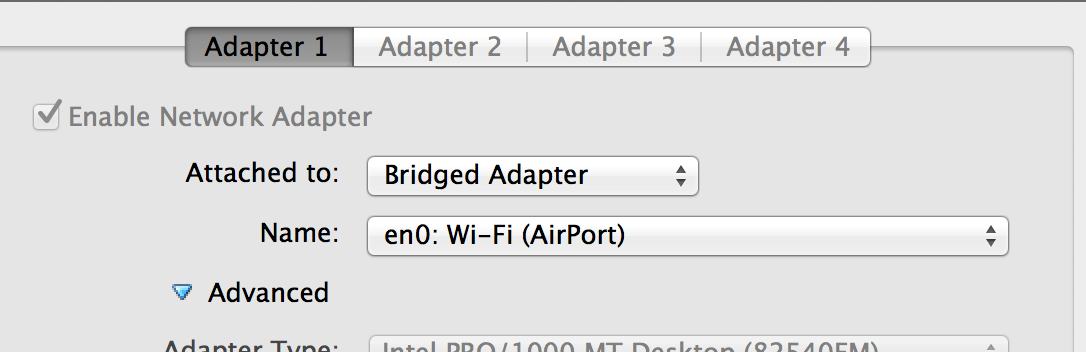 Adapter 1 Adapter 2 Adapter 3 Adapter 4
Enable Network Adapter
Attached to: Bridged Adapter
Name: en0: Wi-Fi (AirPort)
Advanced
Adapter Type: Intel PRO/1000 MT Desktop (82540EM)